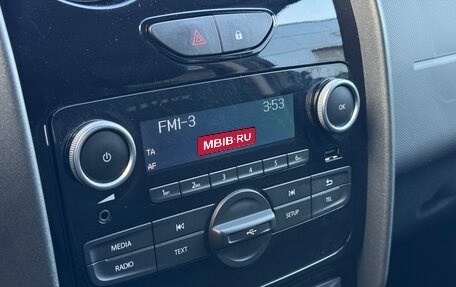 FM1-3
3:53
TA
MBIB.RU
AF
OK
1
2
3
4
5
6
MEDIA
RADIO
TEXT
SETUP
TEL